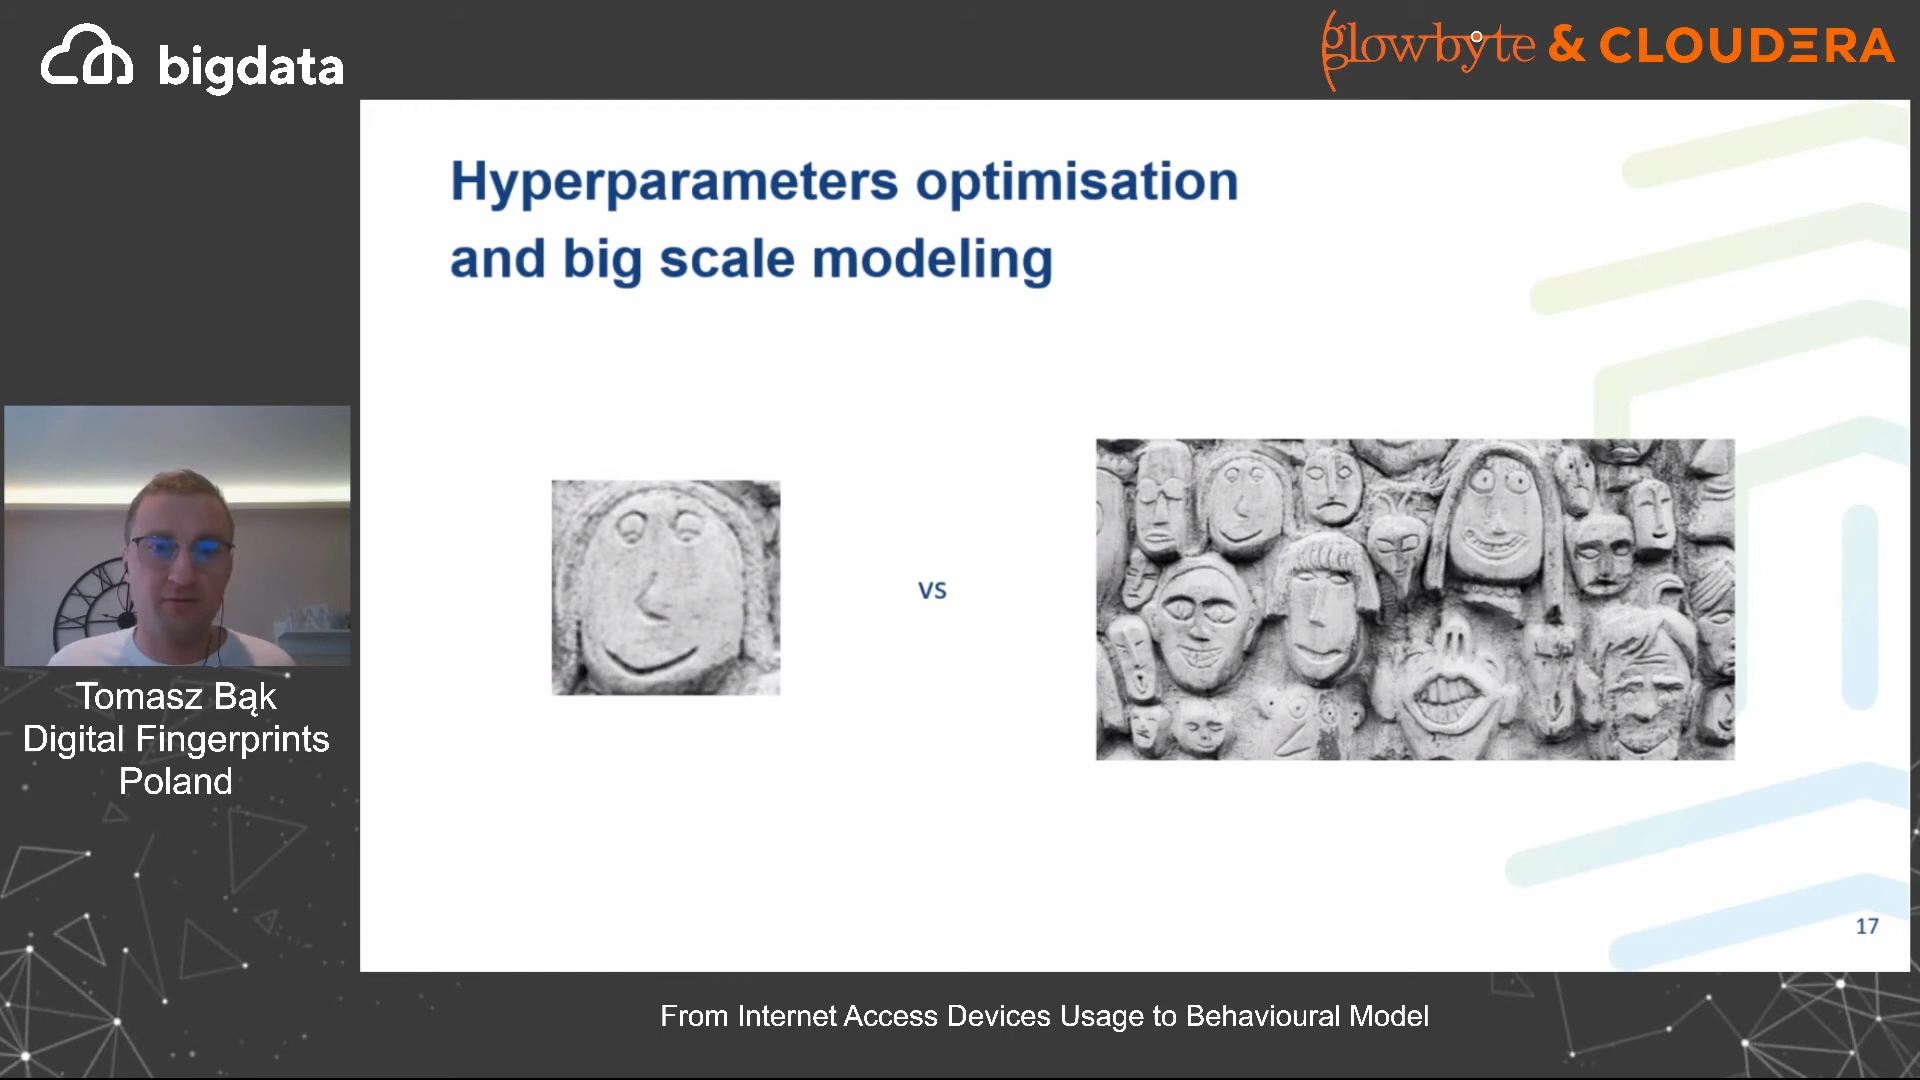 bigdata
glowbyte & CLOUDERA
Hyperparameters optimisation
and big scale modeling
vs
Tomasz Bąk
Digital Fingerprints
Poland
17
From Internet Access Devices Usage to Behavioural Model